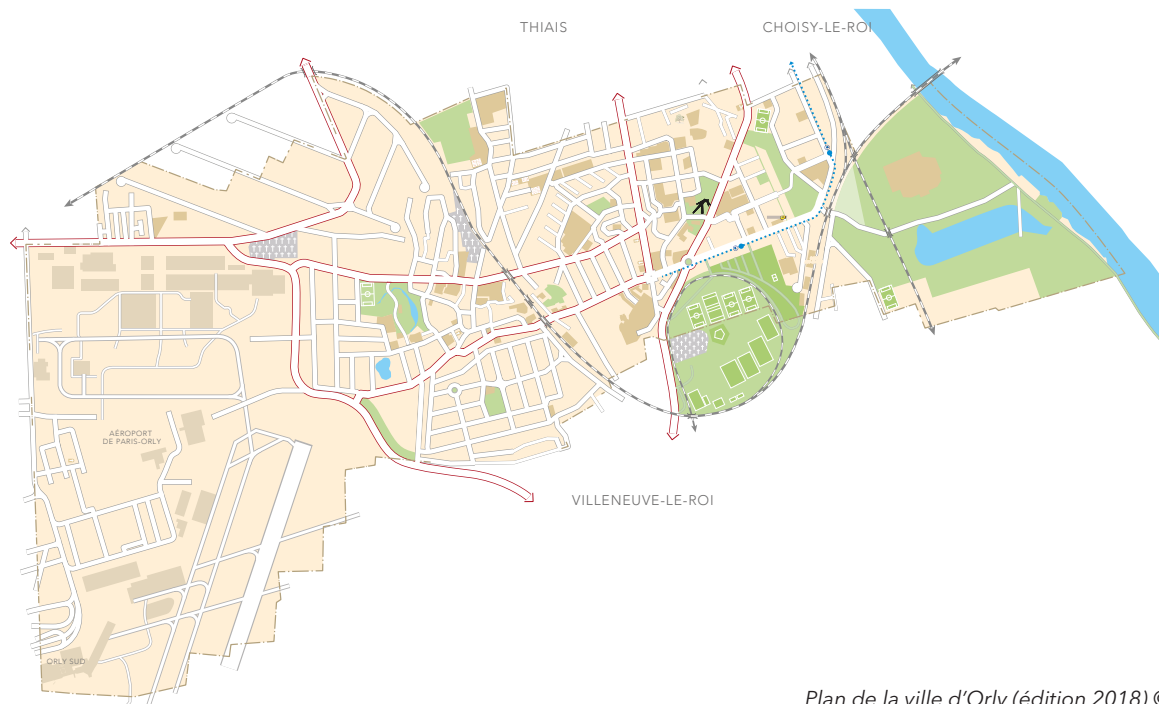 THIAIS
CHOISY-LE-ROI
AÉROPORT
DE PARIS-ORLY
VILLENEUVE-LE-ROI
ORLY SUD
Plan de la ville d'Orly (édition 2018) ©